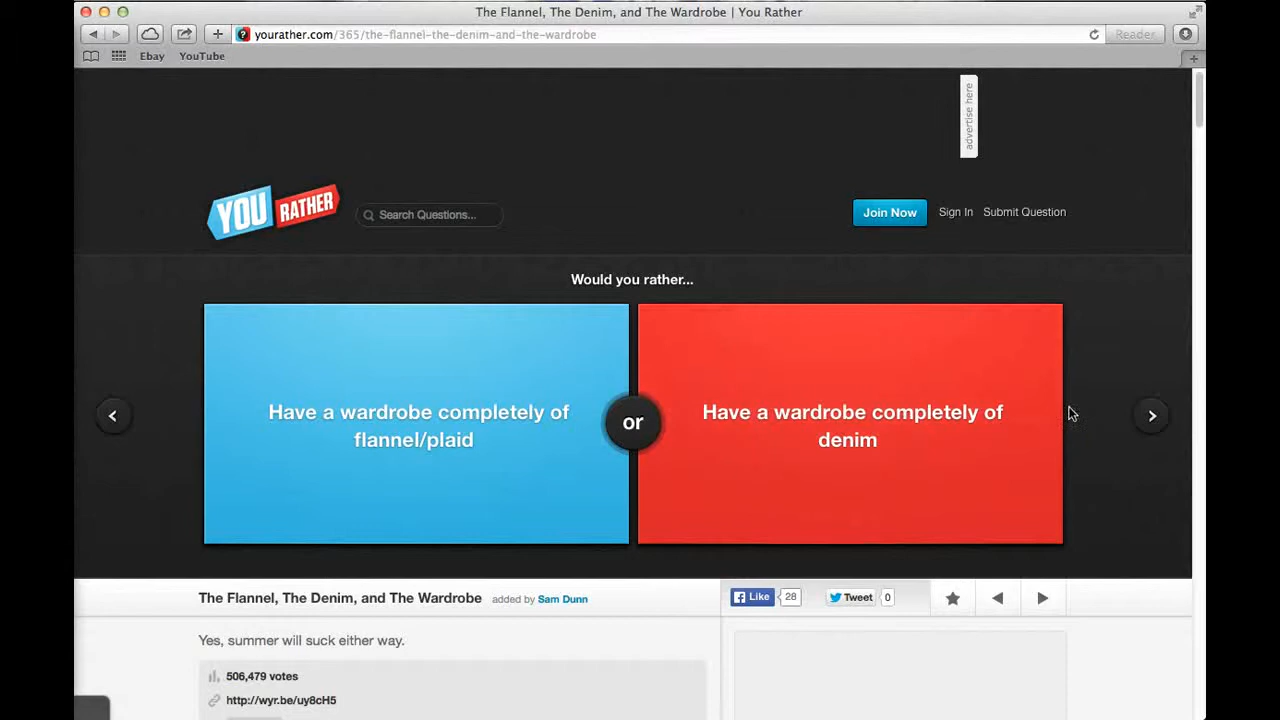 The Flannel, The Denim, and The Wardrobe | You Rather
yourather.com/365/the-flannel-the-denim-and-the-wardrobe
Reader
Ebay YouTube
advertise here
YOU RATHER
Search Questions...
Join Now Sign In Submit Question
Would you rather...
Have a wardrobe completely of
flannel/plaid
or
Have a wardrobe completely of
denim
The Flannel, The Denim, and The Wardrobe added by Sam Dunn
Like 28 Tweet 0
Yes, summer will suck either way.
506,479 votes
http://wyr.be/uy8cH5